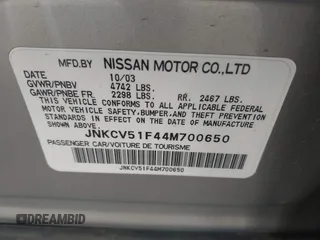 MFD.BY NISSAN MOTOR CO.,LTD
DATE 10/03
GVWR/PNBV 4742 LBS.
GAWR/PNBE FR. 2298 LBS. RR. 2467 LBS.
THIS VEHICLE CONFORMS TO ALL APPLICABLE FEDERAL
MOTOR VEHICLE SAFETY,BUMPER,AND THEFT PREVENTION
STANDARDS IN EFFECT ON THE DATE OF MANUFACTURE
SHOWN ABOVE.
JNKCV51F44M700650
PASSENGER CAR/VOITURE DE TOURISME
JNKCV51F44M700650
DREAMBID